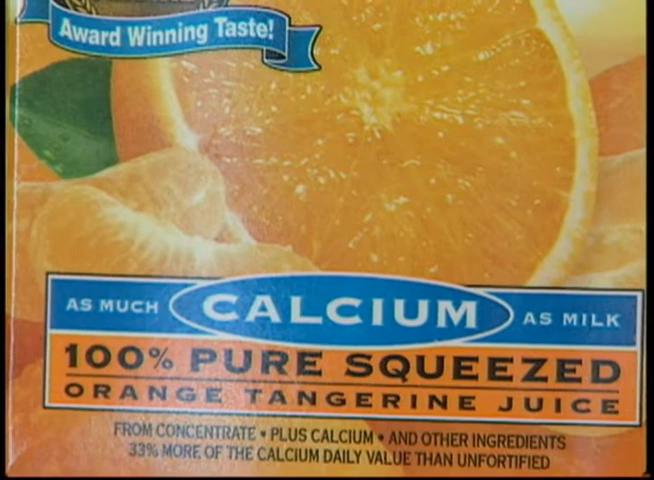 Award Winning Taste!
AS MUCH CALCIUM AS MILK
100% PURE SQUEEZED
ORANGE TANGERINE JUICE
FROM CONCENTRATE • PLUS CALCIUM • AND OTHER INGREDIENTS
33% MORE OF THE CALCIUM DAILY VALUE THAN UNFORTIFIED